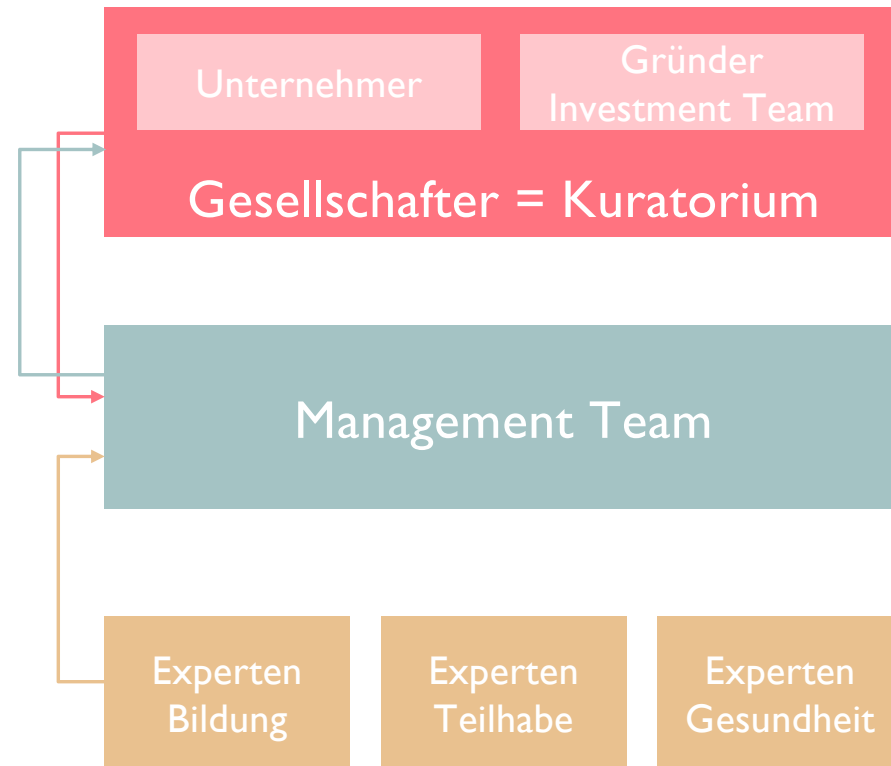 Unternehmer
Gründer
Investment Team
Gesellschafter = Kuratorium
Management Team
Experten
Bildung
Experten
Teilhabe
Experten
Gesundheit